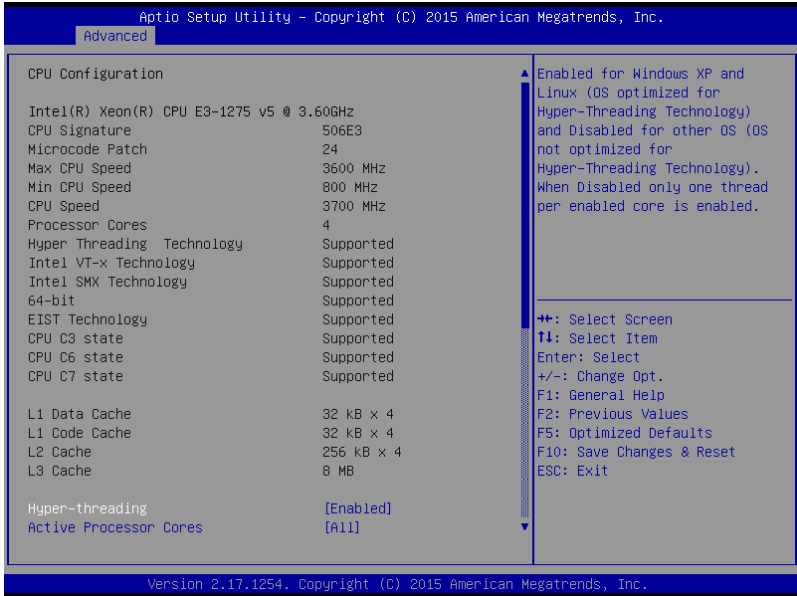 Aptio Setup Utility – Copyright (C) 2015 American Megatrends, Inc.
Advanced
CPU Configuration
Intel(R) Xeon(R) CPU E3-1275 v5 @ 3.60GHz
CPU Signature 506E3
Microcode Patch 24
Max CPU Speed 3600 MHz
Min CPU Speed 800 MHz
CPU Speed 3700 MHz
Processor Cores 4
Hyper Threading Technology Supported
Intel VT-x Technology Supported
Intel SMX Technology Supported
64-bit Supported
EIST Technology Supported
CPU C3 state Supported
CPU C6 state Supported
CPU C7 state Supported
L1 Data Cache 32 kB x 4
L1 Code Cache 32 kB x 4
L2 Cache 256 kB x 4
L3 Cache 8 MB
Hyper-threading [Enabled]
Active Processor Cores [All]
Enabled for Windows XP and
Linux (OS optimized for
Hyper-Threading Technology)
and Disabled for other OS (OS
not optimized for
Hyper-Threading Technology).
When Disabled only one thread
per enabled core is enabled.
→←: Select Screen
↑↓: Select Item
Enter: Select
+/-: Change Opt.
F1: General Help
F2: Previous Values
F5: Optimized Defaults
F10: Save Changes & Reset
ESC: Exit
Version 2.17.1254. Copyright (C) 2015 American Megatrends, Inc.